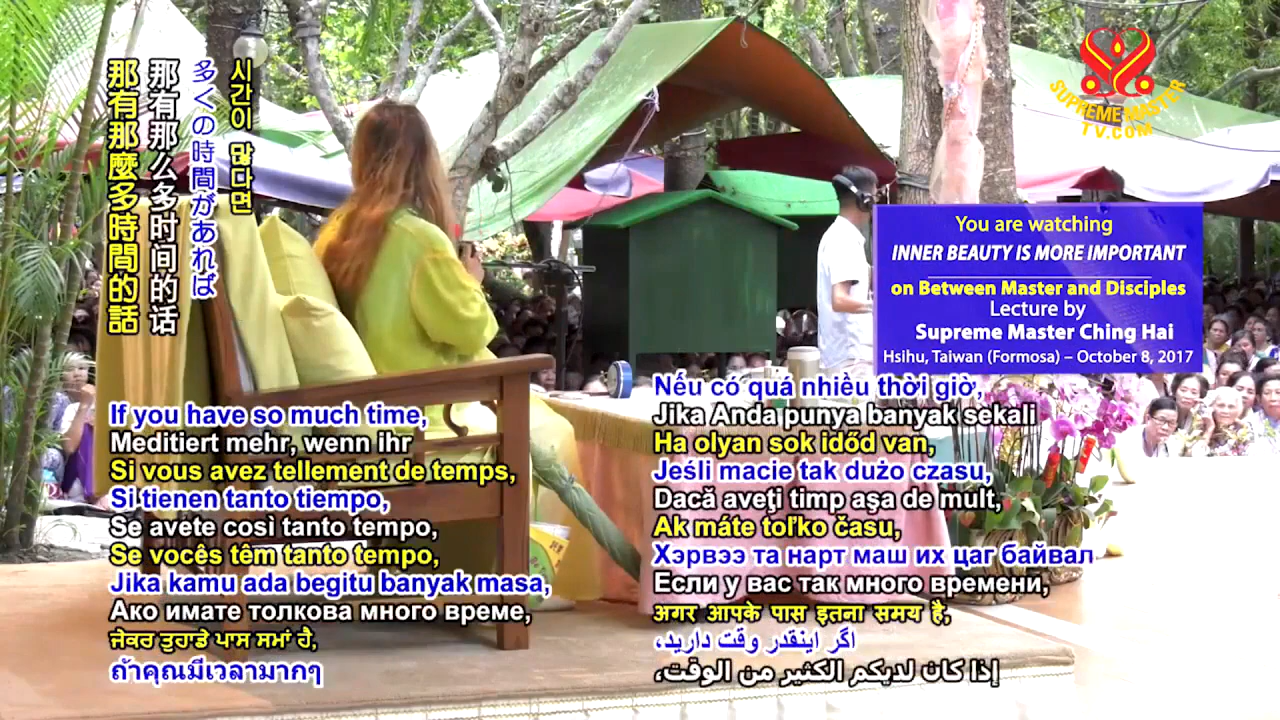 시간이 많다면
多くの時間があれば
那有那么多时间的话
那有那麼多時間的話
SUPREME MASTER
TV.COM
You are watching
INNER BEAUTY IS MORE IMPORTANT
on Between Master and Disciples
Lecture by
Supreme Master Ching Hai
Hsihu, Taiwan (Formosa) – October 8, 2017
If you have so much time,
Meditiert mehr, wenn ihr
Si vous avez tellement de temps,
Si tienen tanto tiempo,
Se avete così tanto tempo,
Se vocês têm tanto tempo,
Jika kamu ada begitu banyak masa,
Ако имате толкова много време,
ਜੇਕਰ ਤੁਹਾਡੇ ਪਾਸ ਸਮਾਂ ਹੈ,
ถ้าคุณมีเวลามากๆ
Nếu có quá nhiều thời giờ,
Jika Anda punya banyak sekali
Ha olyan sok időd van,
Jeśli macie tak dużo czasu,
Dacă aveţi timp aşa de mult,
Ak máte toľko času,
Хэрвээ та нарт маш их цаг байвал
Если у вас так много времени,
अगर आपके पास इतना समय है,
اگر اینقدر وقت دارید،
إذا كان لديكم الكثير من الوقت،